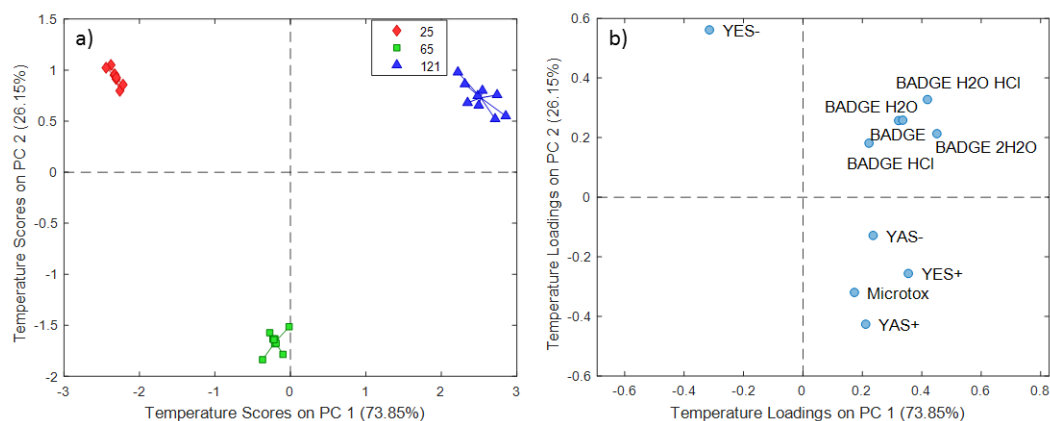 a)
25
65
121
1.5
1
0.5
0
-0.5
-1
-1.5
-2
-3
-2
-1
0
1
2
3
Temperature Scores on PC 2 (26.15%)
Temperature Scores on PC 1 (73.85%)
b)
YES-
BADGE H2O HCl
BADGE H2O
BADGE
BADGE 2H2O
BADGE HCl
YAS-
YES+
Microtox
YAS+
0.6
0.4
0.2
0
-0.2
-0.4
-0.6
-0.6
-0.4
-0.2
0
0.2
0.4
0.6
0.8
Temperature Loadings on PC 2 (26.15%)
Temperature Loadings on PC 1 (73.85%)